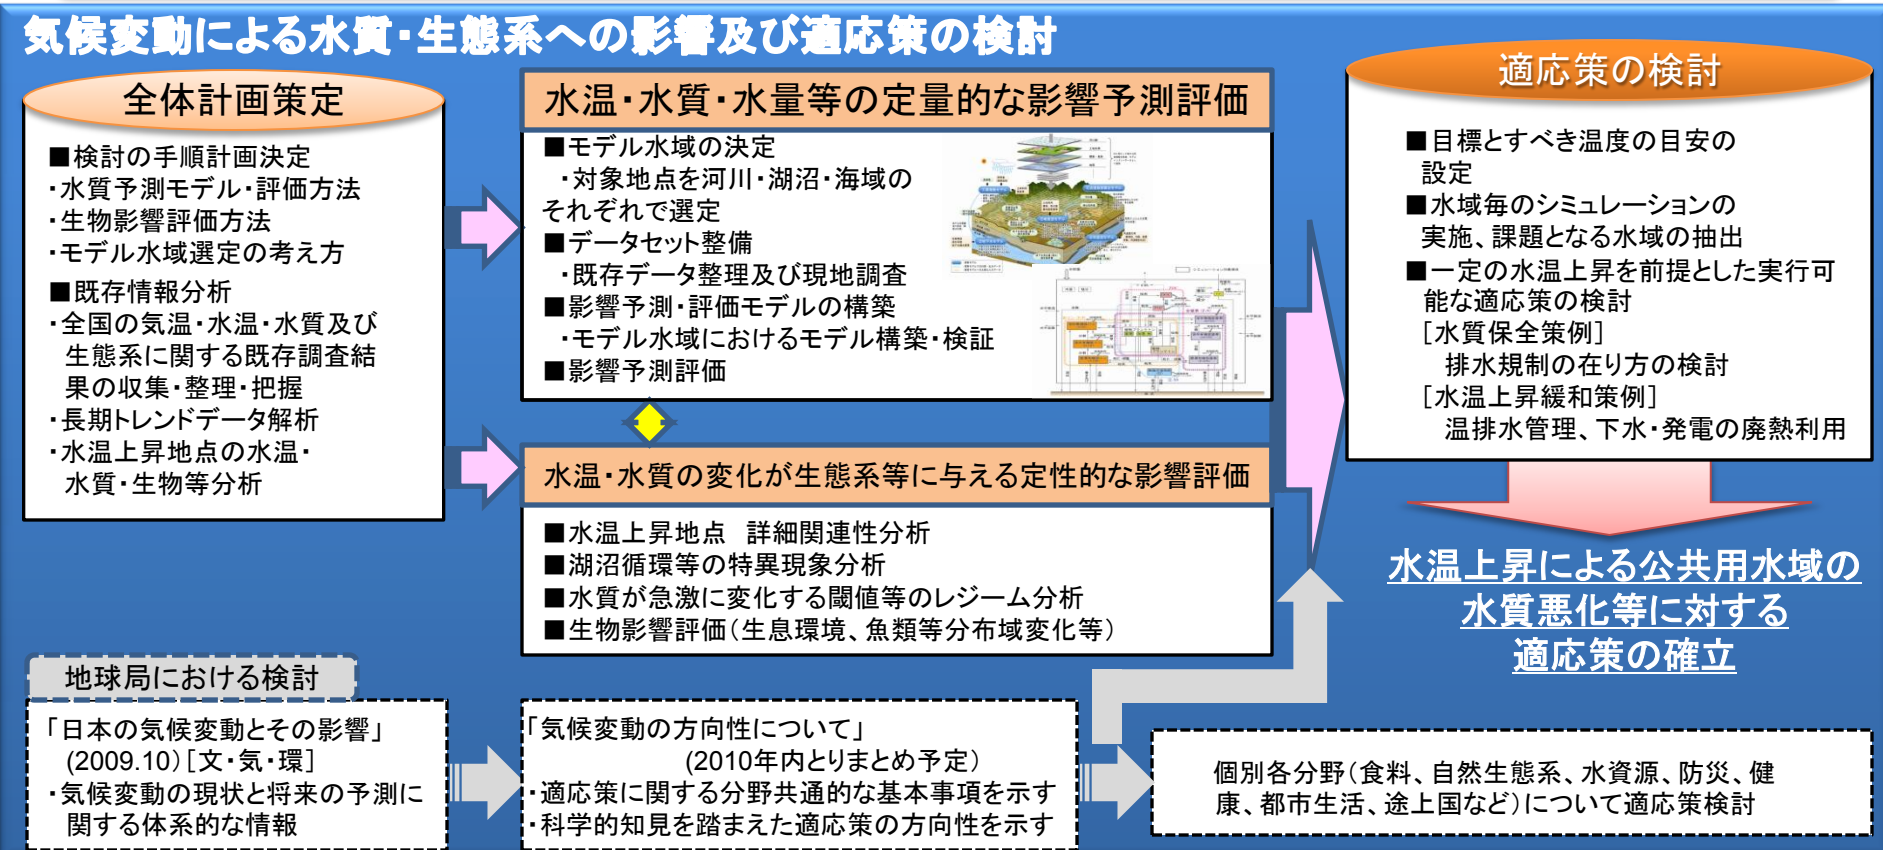 気候変動による水質・生態系への影響及び適応策の検討
全体計画策定
■検討の手順計画決定
・水質予測モデル・評価方法
・生物影響評価方法
・モデル水域選定の考え方
■既存情報分析
・全国の気温・水温・水質及び
生態系に関する既存調査結
果の収集・整理・把握
・長期トレンドデータ解析
・水温上昇地点の水温・
水質・生物等分析
水温・水質・水量等の定量的な影響予測評価
■モデル水域の決定
・対象地点を河川・湖沼・海域の
それぞれで選定
■データセット整備
・既存データ整理及び現地調査
■影響予測・評価モデルの構築
・モデル水域におけるモデル構築・検証
■影響予測評価
水温・水質の変化が生態系等に与える定性的な影響評価
■水温上昇地点　詳細関連性分析
■湖沼循環等の特異現象分析
■水質が急激に変化する閾値等のレジーム分析
■生物影響評価(生息環境、魚類等分布域変化等)
適応策の検討
■目標とすべき温度の目安の
設定
■水域毎のシミュレーションの
実施、課題となる水域の抽出
■一定の水温上昇を前提とした実行可
能な適応策の検討
[水質保全策例]
排水規制の在り方の検討
[水温上昇緩和策例]
温排水管理、下水・発電の廃熱利用
水温上昇による公共用水域の
水質悪化等に対する
適応策の確立
地球局における検討
「日本の気候変動とその影響」
(2009.10)[文・気・環]
・気候変動の現状と将来の予測に
関する体系的な情報
「気候変動の方向性について」
(2010年内とりまとめ予定)
・適応策に関する分野共通的な基本事項を示す
・科学的知見を踏まえた適応策の方向性を示す
個別各分野(食料、自然生態系、水資源、防災、健
康、都市生活、途上国など)について適応策検討